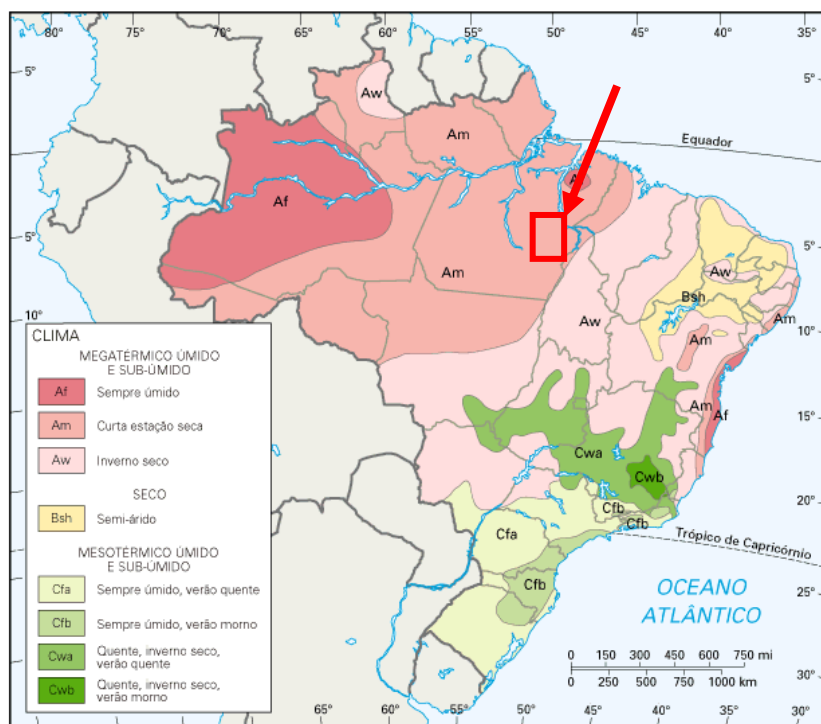 80° 75° 70° 65° 60° 55° 50° 45° 40° 35°
5° 5°
Aw
Am
Equador
Af
5° 5°
Am
Aw
Bsh
10° 10°
Aw
Am
Am
Am
Af
15°
Cwa
Cwb
20°
Cfb
Cfb
Cfa
Trópico de Capricórnio
Cfb
25°
OCEANO
ATLÂNTICO
30°
CLIMA
MEGATÉRMICO ÚMIDO
E SUB-ÚMIDO
Af Sempre úmido
Am Curta estação seca
Aw Inverno seco
SECO
Bsh Semi-árido
MESOTÉRMICO ÚMIDO
E SUB-ÚMIDO
Cfa Sempre úmido, verão quente
Cfb Sempre úmido, verão morno
Cwa Quente, inverno seco,
verão quente
Cwb Quente, inverno seco,
verão morno
0 150 300 450 600 750 mi
0 250 500 750 1000 km
65° 60° 55° 50° 45° 40 35 30